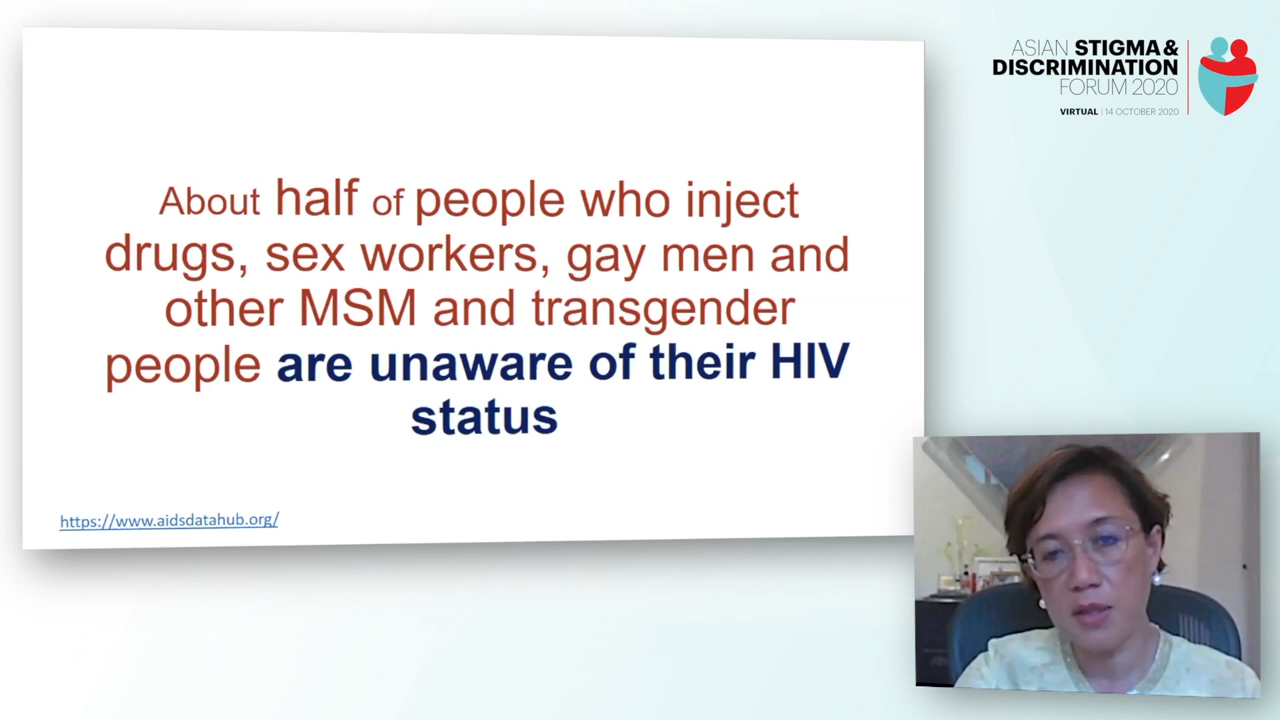 About half of people who inject
drugs, sex workers, gay men and
other MSM and transgender
people are unaware of their HIV
status
https://www.aidsdatahub.org/
ASIAN STIGMA &
DISCRIMINATION
FORUM 2020
VIRTUAL | 14 OCTOBER 2020